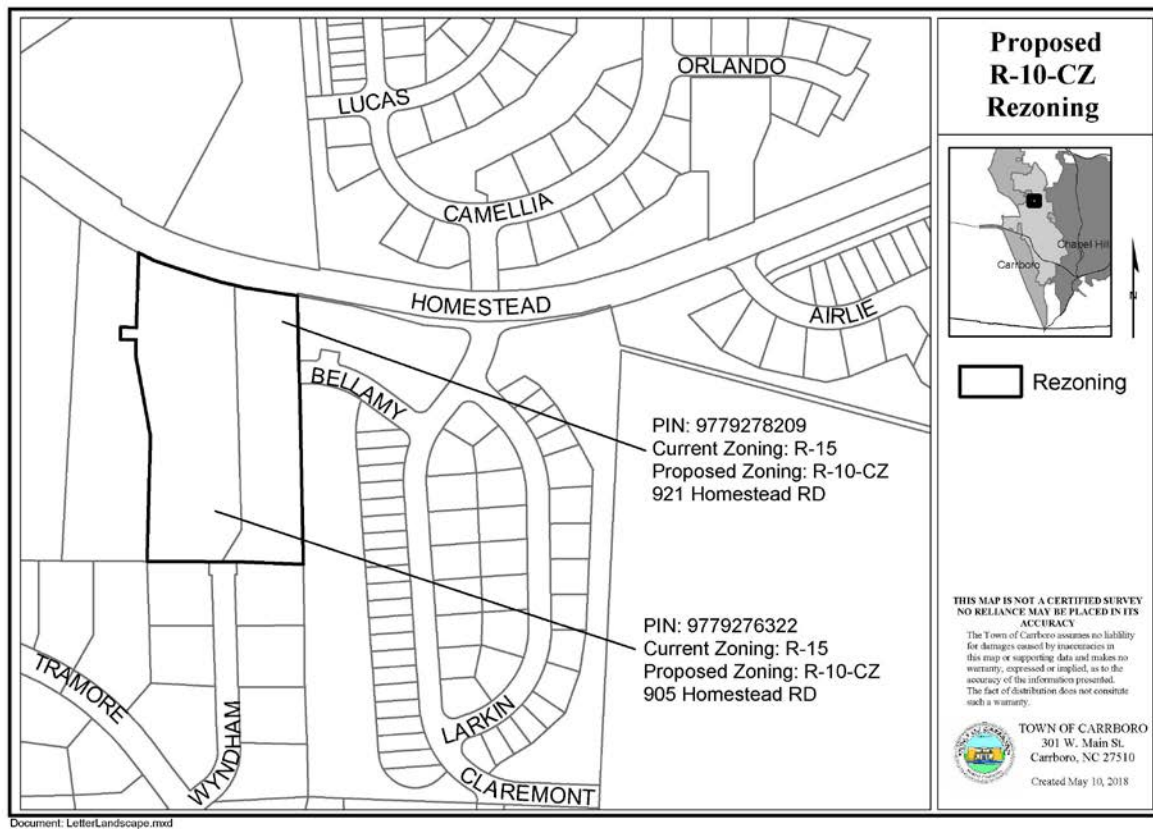 Proposed
R-10-CZ
Rezoning
ORLANDO
LUCAS
CAMELLIA
HOMESTEAD
AIRLIE
BELLAMY
PIN: 9779278209
Current Zoning: R-15
Proposed Zoning: R-10-CZ
921 Homestead RD
PIN: 9779276322
Current Zoning: R-15
Proposed Zoning: R-10-CZ
905 Homestead RD
TRAMORE
WYNDHAM
LARKIN
CLAREMONT
Chapel Hill
Carrboro
N
Rezoning
THIS MAP IS NOT A CERTIFIED SURVEY
NO RELIANCE MAY BE PLACED IN ITS
ACCURACY
The Town of Carrboro assumes no liability
for damages caused by inaccuracies in
this map or supporting data and makes no
warranty, expressed or implied, as to the
accuracy of the information presented.
The fact of distribution does not constitute
such a warranty.
TOWN OF CARRBORO
301 W. Main St.
Carrboro, NC 27510
Created May 10, 2018
Document: LetterLandscape.mxd